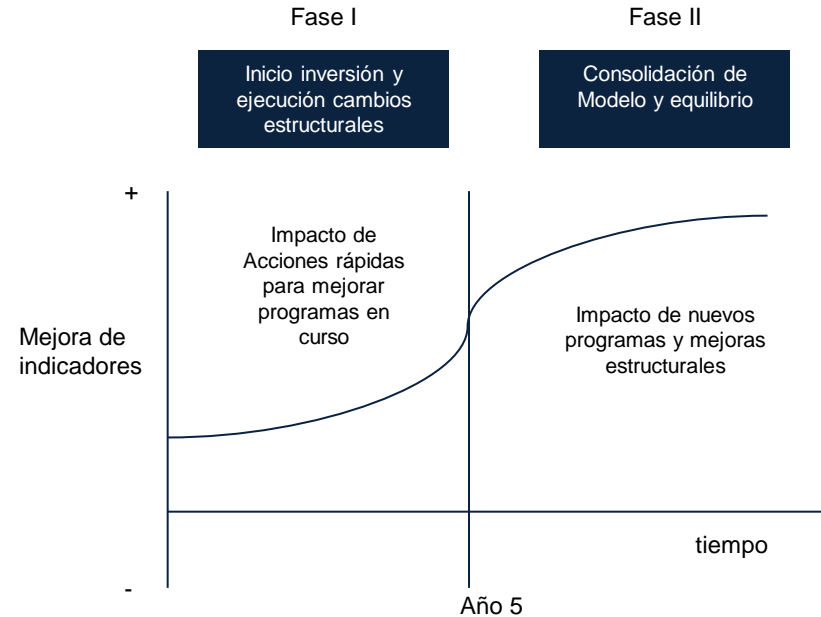 Fase I
Fase II
Inicio inversión y
ejecución cambios
estructurales
Consolidación de
Modelo y equilibrio
+
Impacto de
Acciones rápidas
para mejorar
programas en
curso
Mejora de
indicadores
Impacto de nuevos
programas y mejoras
estructurales
tiempo
-
Año 5